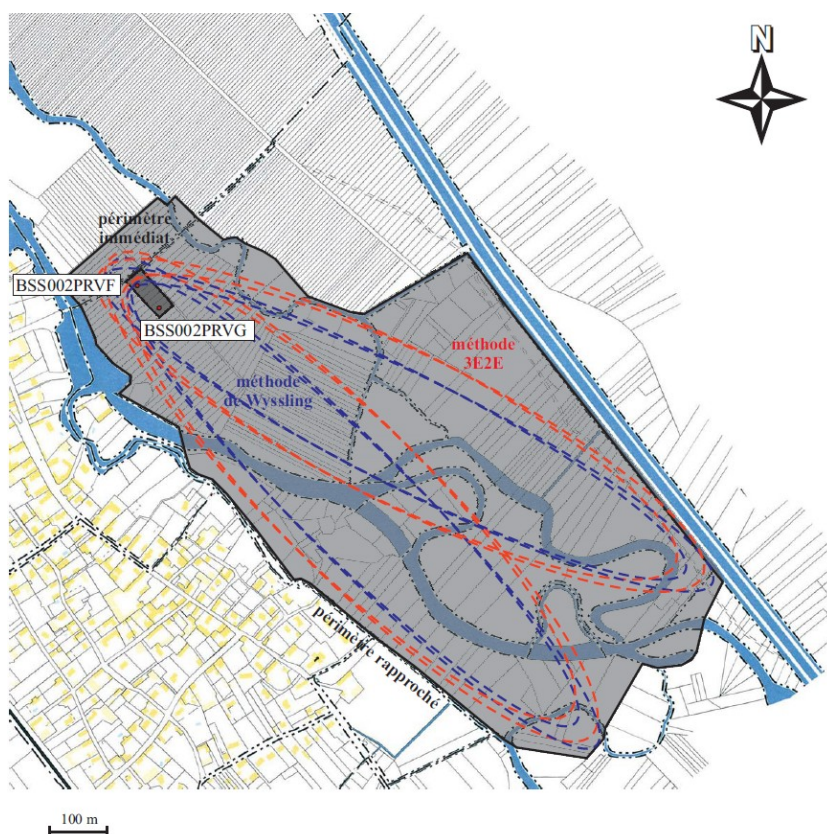 N
périmètre
immédiat
BSS002PRVF
BSS002PRVG
méthode
3E2E
méthode
de Wyssling
périmètre rapproché
100 m